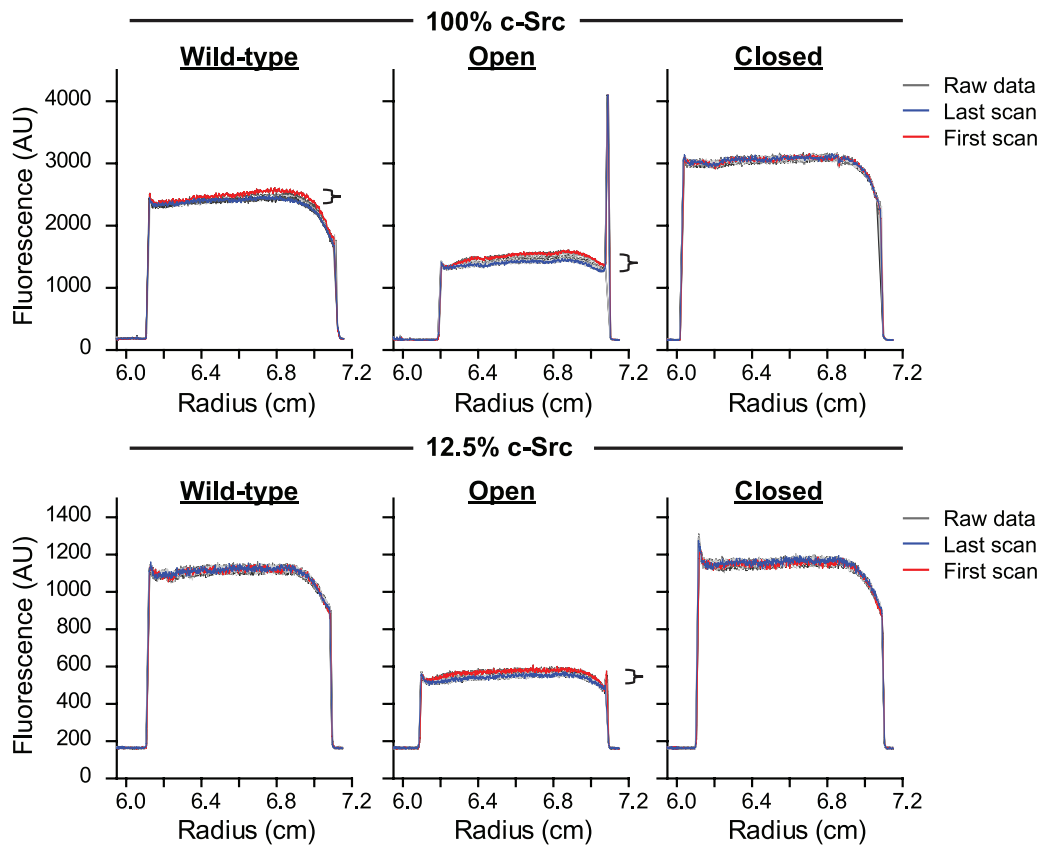 100% c-Src
Wild-type Open Closed
Raw data
Last scan
First scan
Fluorescence (AU)
4000
3000
2000
1000
0
6.0 6.4 6.8 7.2 6.0 6.4 6.8 7.2 6.0 6.4 6.8 7.2
Radius (cm) Radius (cm) Radius (cm)
12.5% c-Src
Wild-type Open Closed
Raw data
Last scan
First scan
Fluorescence (AU)
1400
1200
1000
800
600
400
200
0
6.0 6.4 6.8 7.2 6.0 6.4 6.8 7.2 6.0 6.4 6.8 7.2
Radius (cm) Radius (cm) Radius (cm)